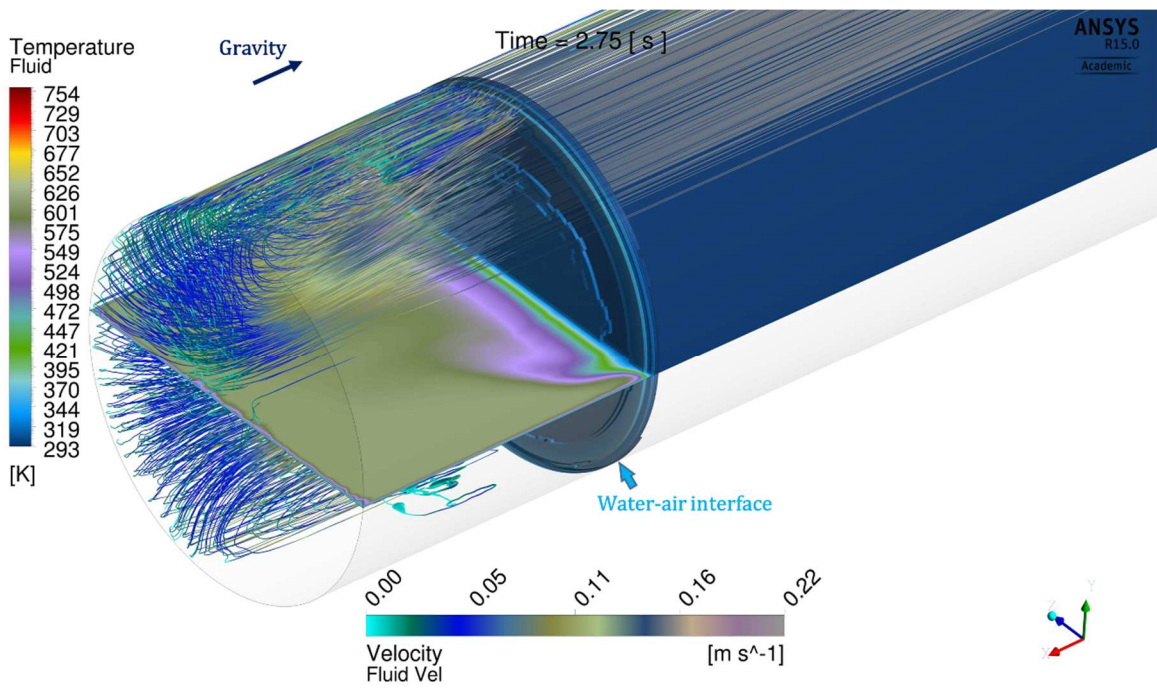 Temperature
Fluid
754
729
703
677
652
626
601
575
549
524
498
472
447
421
395
370
344
319
293
[K]
Gravity
Time = 2.75 [ s ]
ANSYS
R15.0
Academic
Water-air interface
0.00
0.05
0.11
0.16
0.22
Velocity
Fluid Vel
[m s^-1]
Y
Z
X